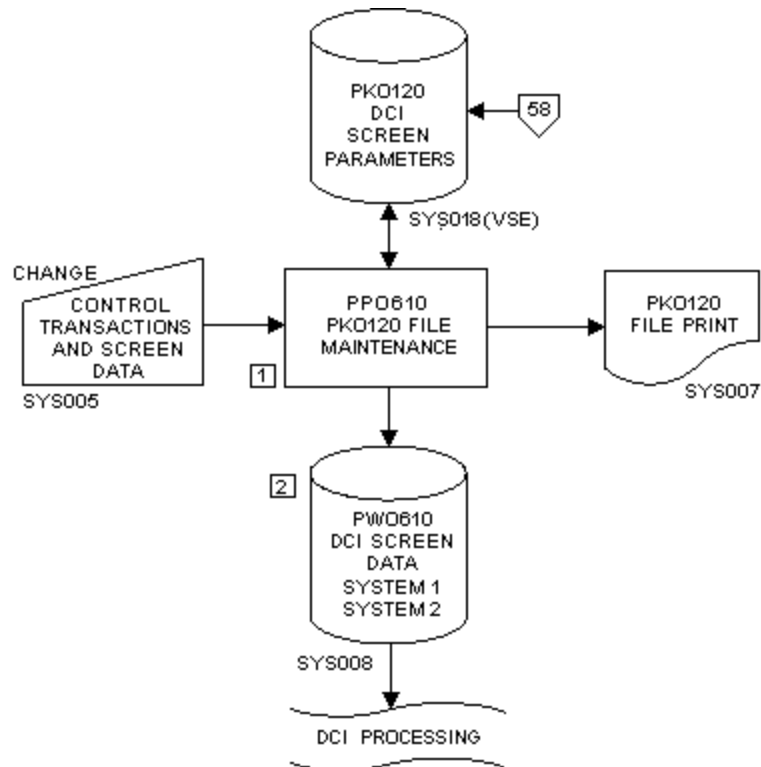 PKO120
DCI
SCREEN
PARAMETERS
58
SYS018(VSE)
CHANGE
CONTROL
TRANSACTIONS
AND SCREEN
DATA
SYS005
PPO610
PKO120 FILE
MAINTENANCE
1
PKO120
FILE PRINT
SYS007
2
PWO610
DCI SCREEN
DATA
SYSTEM 1
SYSTEM 2
SYS008
DCI PROCESSING